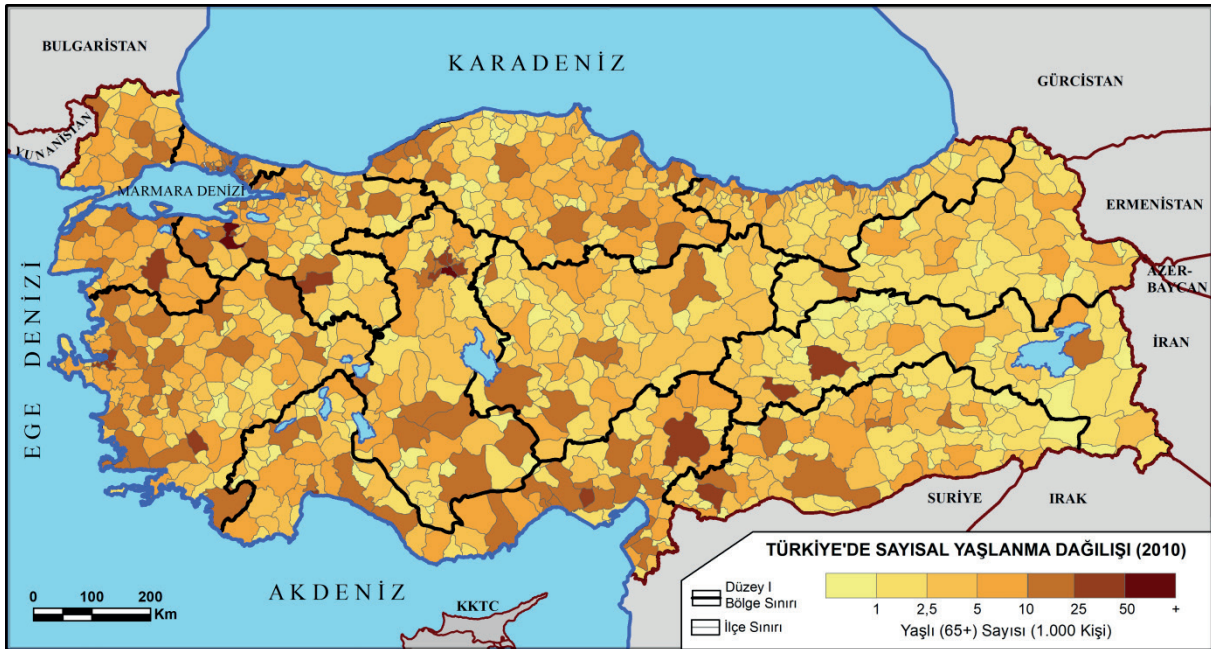 BULGARİSTAN
KARADENİZ
GÜRCİSTAN
YUNANİSTAN
MARMARA DENİZİ
ERMENİSTAN
AZER-
BAYCAN
EGE DENİZİ
İRAN
SURİYE
IRAK
AKDENİZ
KKTC
0 50 100 200
Km
TÜRKİYE'DE SAYISAL YAŞLANMA DAĞILIŞI (2010)
Düzey I
Bölge Sınırı
İlçe Sınırı
1 2,5 5 10 25 50 +
Yaşlı (65+) Sayısı (1.000 Kişi)